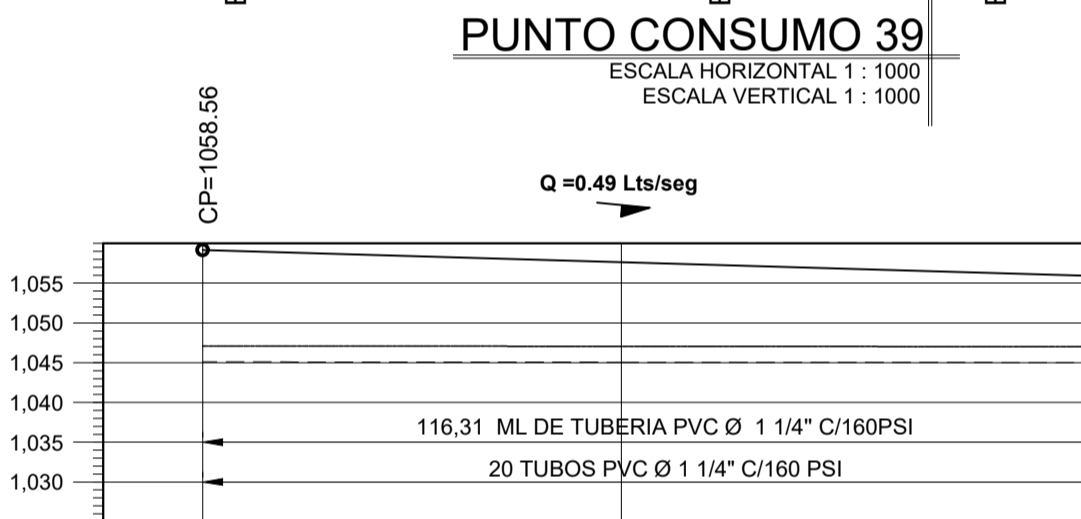 PUNTO CONSUMO 39
ESCALA HORIZONTAL 1 : 1000
ESCALA VERTICAL 1 : 1000
CP=1058.56
Q =0.49 Lts/seg
1,055
1,050
1,045
1,040
1,035
1,030
116,31 ML DE TUBERIA PVC Ø 1 1/4" C/160PSI
20 TUBOS PVC Ø 1 1/4" C/160 PSI